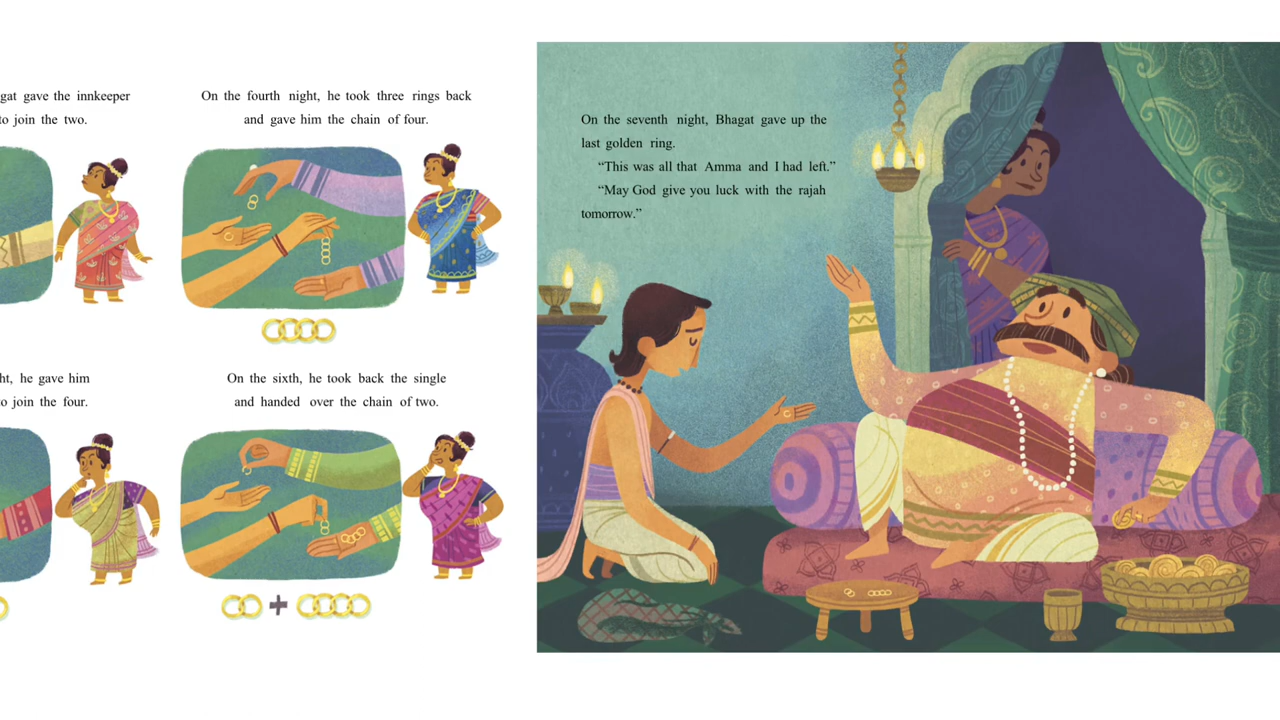 gat gave the innkeeper
to join the two.
On the fourth night, he took three rings back
and gave him the chain of four.
ht, he gave him
to join the four.
On the sixth, he took back the single
and handed over the chain of two.
On the seventh night, Bhagat gave up the
last golden ring.
“This was all that Amma and I had left.”
“May God give you luck with the rajah
tomorrow.”